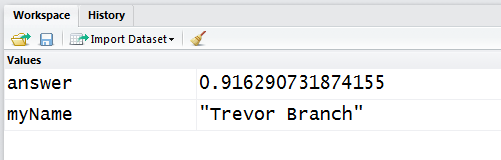 Workspace History
Import Dataset
Values
answer 0.916290731874155
myName "Trevor Branch"